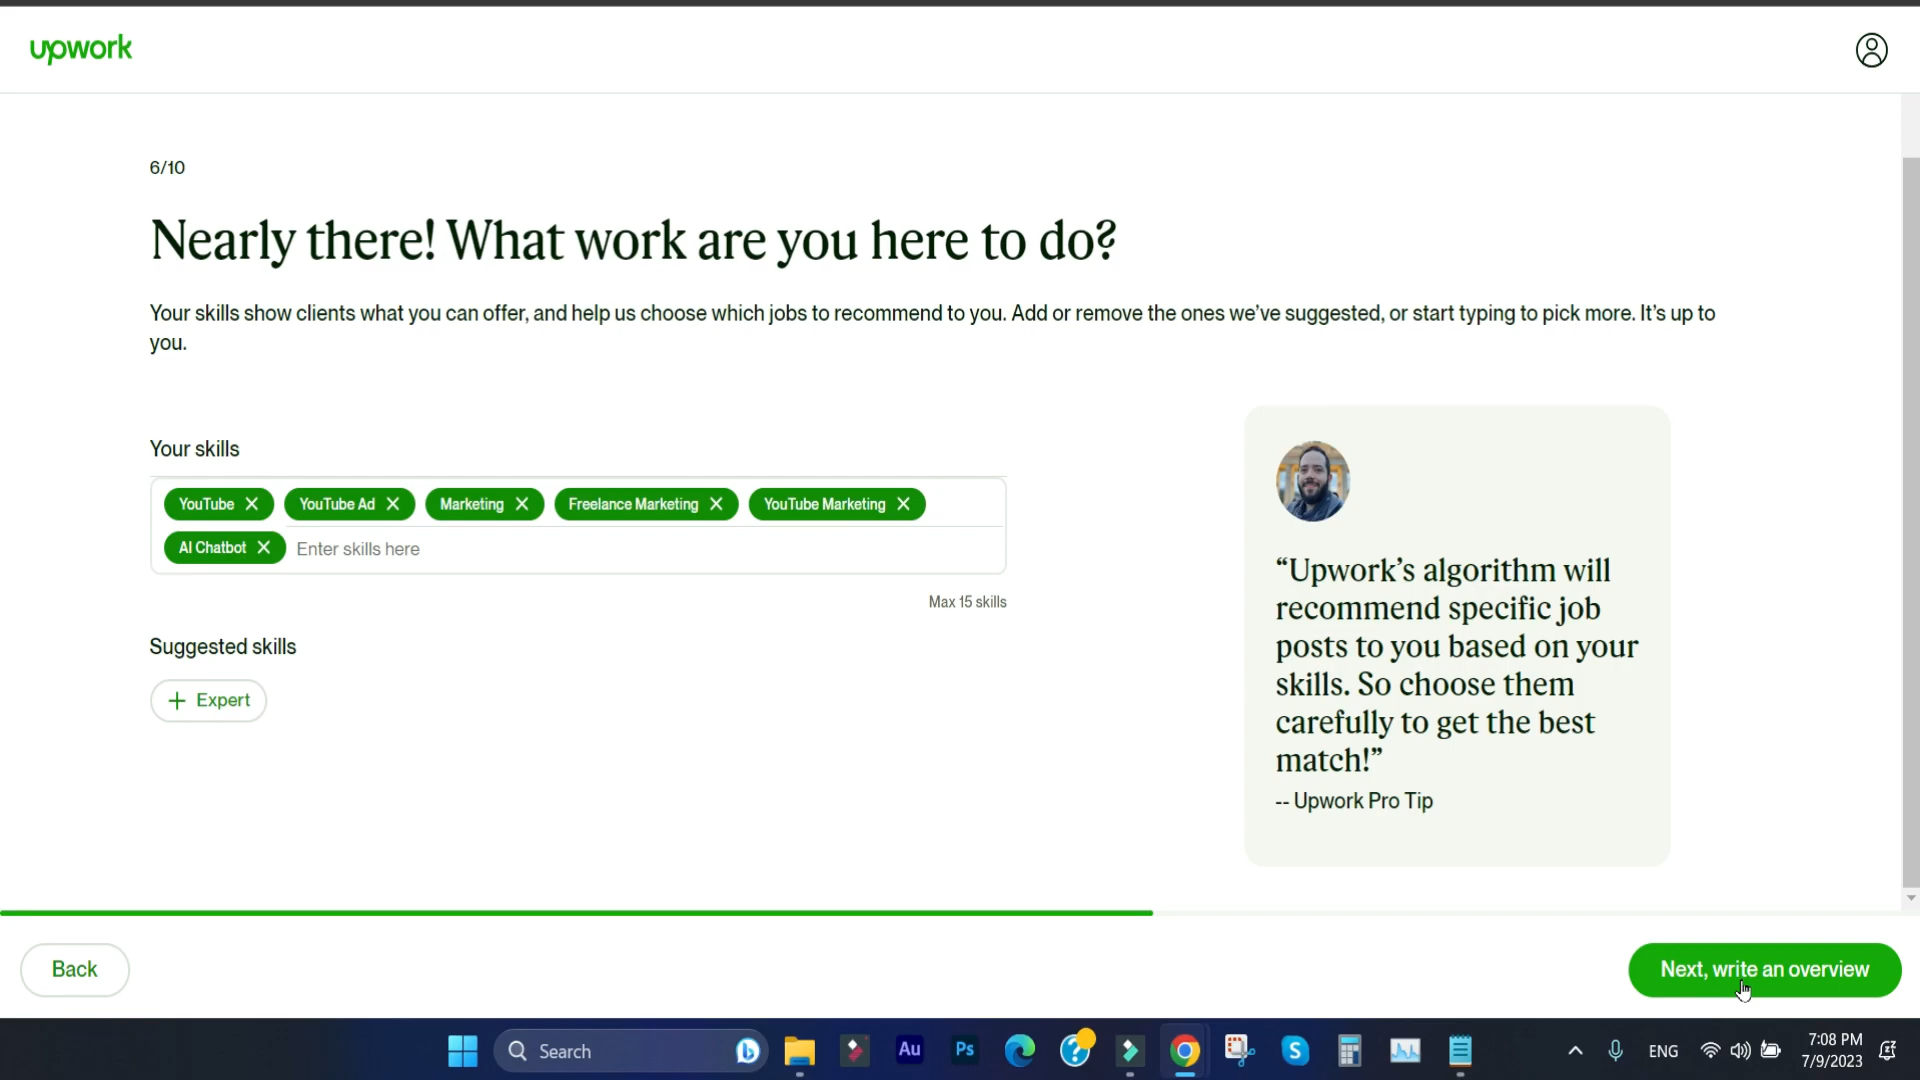 upwork
6/10
Nearly there! What work are you here to do?
Your skills show clients what you can offer, and help us choose which jobs to recommend to you. Add or remove the ones we've suggested, or start typing to pick more. It's up to
you.
Your skills
YouTube YouTube Ad Marketing Freelance Marketing YouTube Marketing
AI Chatbot Enter skills here
Max 15 skills
Suggested skills
+ Expert
“Upwork's algorithm will
recommend specific job
posts to you based on your
skills. So choose them
carefully to get the best
match!”
-- Upwork Pro Tip
Back
Next, write an overview
Search
Au
Ps
ENG
7:08 PM
7/9/2023